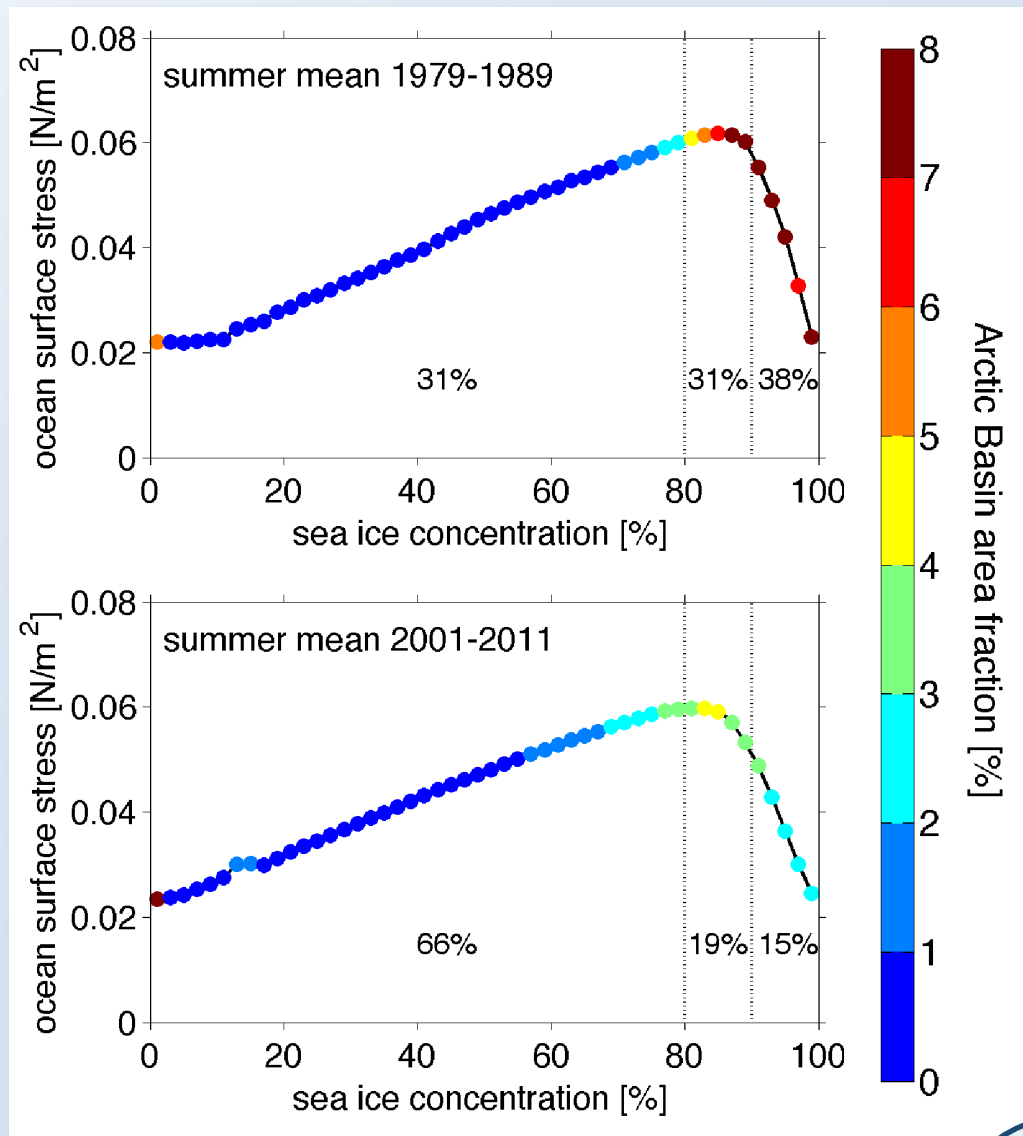 0.08
0.06
0.04
0.02
0
ocean surface stress [N/m²]
summer mean 1979-1989
31%
31%
38%
0 20 40 60 80 100
sea ice concentration [%]
0.08
0.06
0.04
0.02
0
ocean surface stress [N/m²]
summer mean 2001-2011
66%
19%
15%
0 20 40 60 80 100
sea ice concentration [%]
8
7
6
5
4
3
2
1
0
Arctic Basin area fraction [%]